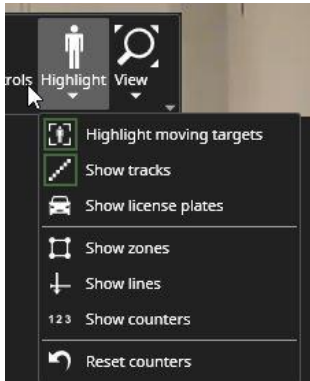 rols Highlight View
Highlight moving targets
Show tracks
Show license plates
Show zones
Show lines
123 Show counters
Reset counters